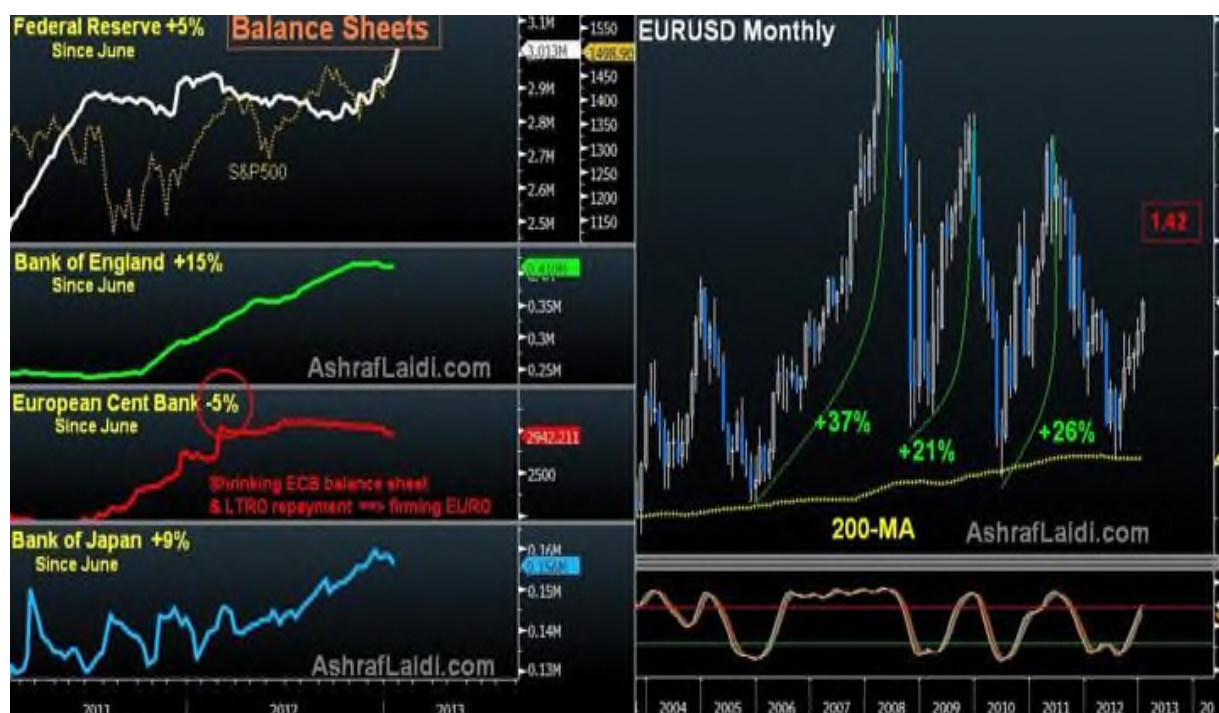 Federal Reserve +5%
Since June
Balance Sheets
3.1M
3.013M
2.9M
2.8M
2.7M
2.6M
2.5M
1550
1498.90
1450
1400
1350
1300
1250
1200
1150
S&P500
Bank of England +15%
Since June
0.410M
0.35M
0.3M
0.25M
AshrafLaidi.com
European Cent Bank -5%
Since June
2942.211
2500
Shrinking ECB balance sheet
& LTRO repayment ==> firming EURO
Bank of Japan +9%
Since June
0.16M
0.156M
0.15M
0.14M
0.13M
AshrafLaidi.com
2011 2012 2013
EURUSD Monthly
1.42
+37%
+21%
+26%
200-MA
AshrafLaidi.com
2004 2005 2006 2007 2008 2009 2010 2011 2012 2013 20